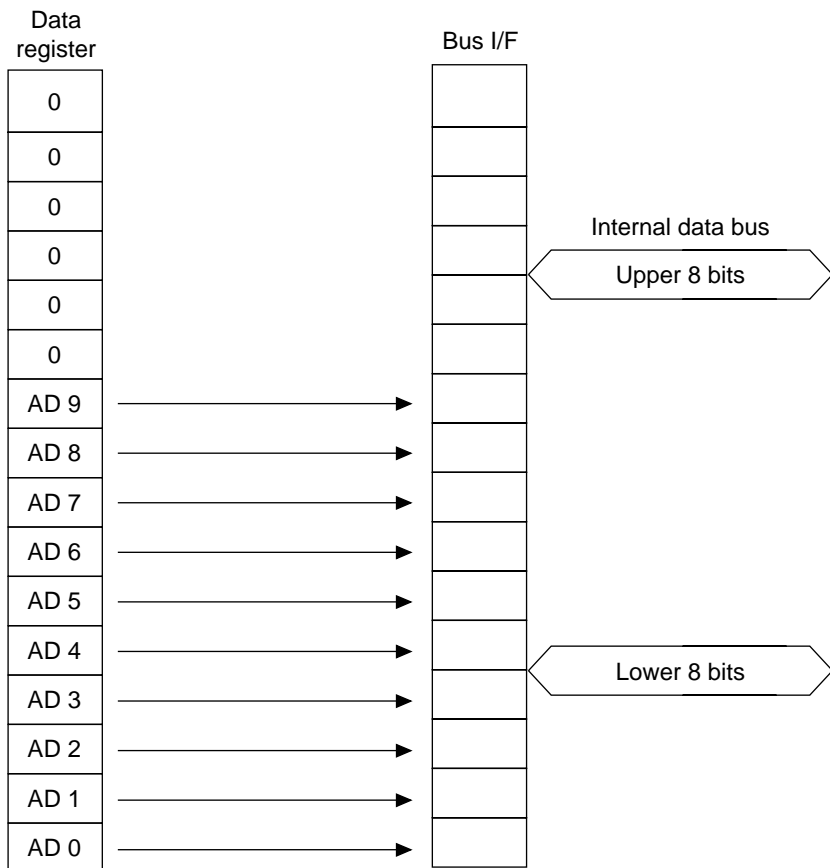 Data
register
Bus I/F
0
0
0
0
0
0
AD 9
AD 8
AD 7
AD 6
AD 5
AD 4
AD 3
AD 2
AD 1
AD 0
Internal data bus
Upper 8 bits
Lower 8 bits